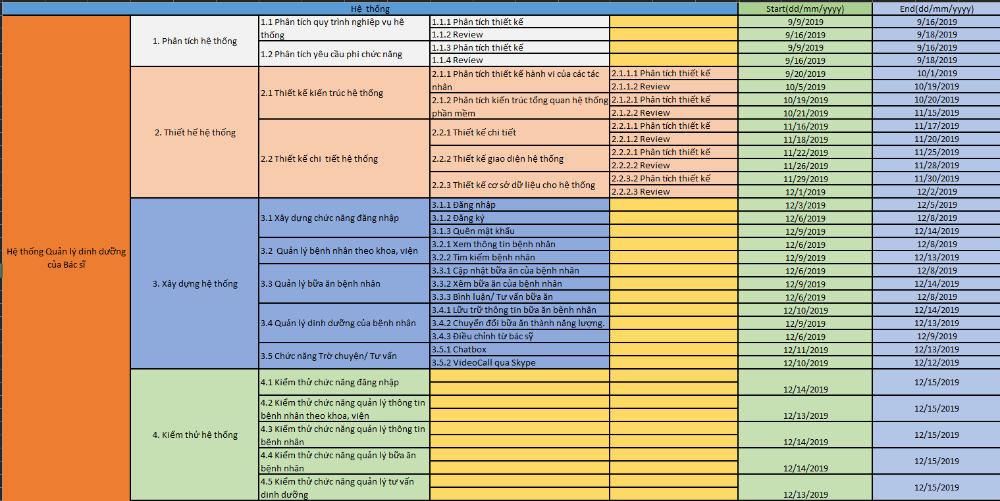 Hệ thống Start(dd/mm/yyyy) End(dd/mm/yyyy)
Hệ thống Quản lý dinh dưỡng
của Bác sĩ
1. Phân tích hệ thống
1.1 Phân tích quy trình nghiệp vụ hệ
thống
1.1.1 Phân tích thiết kế 9/9/2019 9/16/2019
1.1.2 Review 9/16/2019 9/18/2019
1.2 Phân tích yêu cầu phi chức năng
1.1.3 Phân tích thiết kế 9/9/2019 9/16/2019
1.1.4 Review 9/16/2019 9/18/2019
2. Thiết hế hệ thống
2.1 Thiết kế kiến trúc hệ thống
2.1.1 Phân tích thiết kế hành vi của các tác
nhân
2.1.1.1 Phân tích thiết kế 9/20/2019 10/1/2019
2.1.1.2 Review 10/5/2019 10/19/2019
2.1.2 Phân tích kiến trúc tổng quan hệ thống
phần mềm
2.1.2.1 Phân tích thiết kế 10/19/2019 10/20/2019
2.1.2.2 Review 10/21/2019 11/15/2019
2.2 Thiết kế chi tiết hệ thống
2.2.1 Thiết kế chi tiết
2.2.1.1 Phân tích thiết kế 11/16/2019 11/17/2019
2.2.1.2 Review 11/18/2019 11/20/2019
2.2.2 Thiết kế giao diện hệ thống
2.2.2.1 Phân tích thiết kế 11/22/2019 11/25/2019
2.2.2.2 Review 11/26/2019 11/28/2019
2.2.3 Thiết kế cơ sở dữ liệu cho hệ thống
2.2.3.2 Phân tích thiết kế 11/29/2019 11/30/2019
2.2.2.3 Review 12/1/2019 12/2/2019
3. Xây dựng hệ thống
3.1 Xây dựng chức năng đăng nhập
3.1.1 Đăng nhập 12/3/2019 12/5/2019
3.1.2 Đăng ký 12/6/2019 12/8/2019
3.1.3 Quên mật khẩu 12/9/2019 12/14/2019
3.2 Quản lý bệnh nhân theo khoa, viện
3.2.1 Xem thông tin bệnh nhân 12/6/2019 12/8/2019
3.2.2 Tìm kiếm bệnh nhân 12/9/2019 12/13/2019
3.3 Quản lý bữa ăn bệnh nhân
3.3.1 Cập nhật bữa ăn của bệnh nhân 12/6/2019 12/8/2019
3.3.2 Xêm bữa ăn của bệnh nhân 12/9/2019 12/14/2019
3.3.3 Bình luận/ Tư vấn bữa ăn 12/6/2019 12/8/2019
3.4 Quản lý dinh dưỡng của bệnh nhân
3.4.1 Lữu trữ thông tin bữa ăn bệnh nhân 12/10/2019 12/14/2019
3.4.2 Chuyển đổi bữa ăn thành năng lượng. 12/9/2019 12/13/2019
3.4.3 Điều chỉnh từ bác sỹ 12/6/2019 12/9/2019
3.5 Chức năng Trờ chuyện/ Tư vấn
3.5.1 Chatbox 12/11/2019 12/13/2019
3.5.2 VideoCall qua Skype 12/10/2019 12/12/2019
4. Kiểm thử hệ thống
4.1 Kiểm thử chức năng đăng nhập 12/14/2019 12/15/2019
4.2 Kiểm thử chức năng quản lý thông tin
bệnh nhân theo khoa, viện 12/13/2019 12/15/2019
4.3 Kiểm thử chức năng quản lý thông tin
bệnh nhân 12/14/2019 12/15/2019
4.4 Kiểm thử chức năng quản lý bữa ăn
bệnh nhân 12/14/2019 12/15/2019
4.5 Kiểm thử chức năng quản lý tư vấn
dinh dưỡng 12/13/2019 12/15/2019